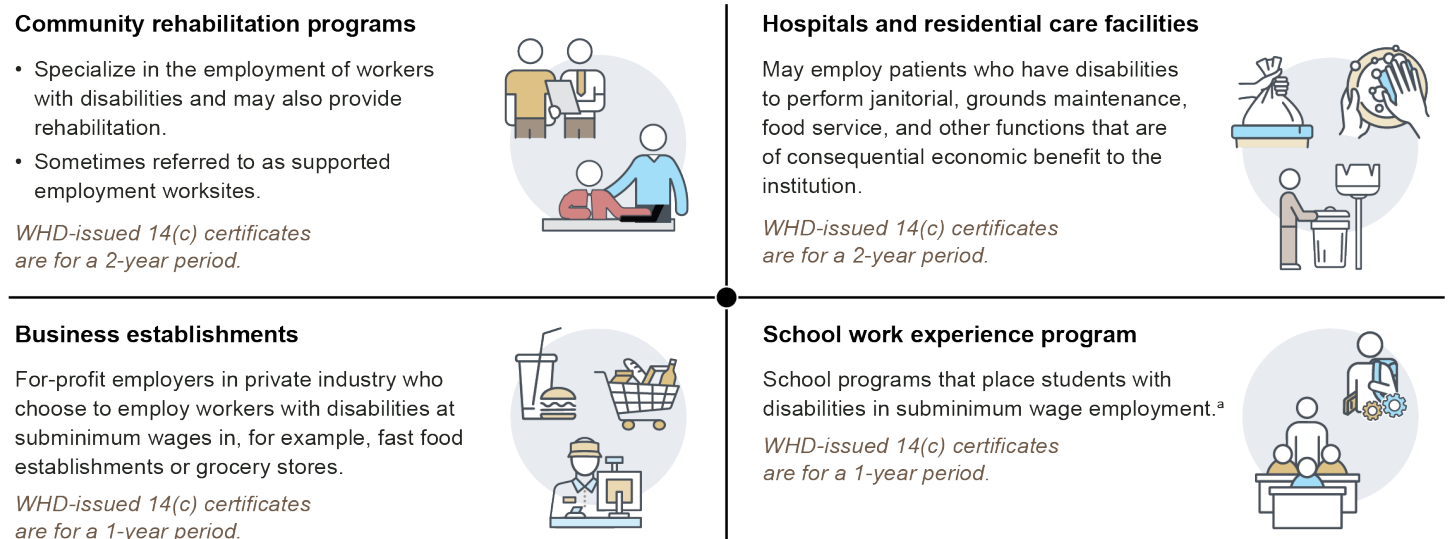 Community rehabilitation programs
• Specialize in the employment of workers
with disabilities and may also provide
rehabilitation.
• Sometimes referred to as supported
employment worksites.
WHD-issued 14(c) certificates
are for a 2-year period.
Hospitals and residential care facilities
May employ patients who have disabilities
to perform janitorial, grounds maintenance,
food service, and other functions that are
of consequential economic benefit to the
institution.
WHD-issued 14(c) certificates
are for a 2-year period.
Business establishments
For-profit employers in private industry who
choose to employ workers with disabilities at
subminimum wages in, for example, fast food
establishments or grocery stores.
WHD-issued 14(c) certificates
are for a 1-year period.
School work experience program
School programs that place students with
disabilities in subminimum wage employment.ᵃ
WHD-issued 14(c) certificates
are for a 1-year period.